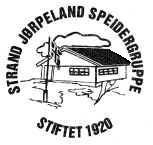 STRAND JØRPELAND SPEIDERGRUPPE
STIFTET 1920